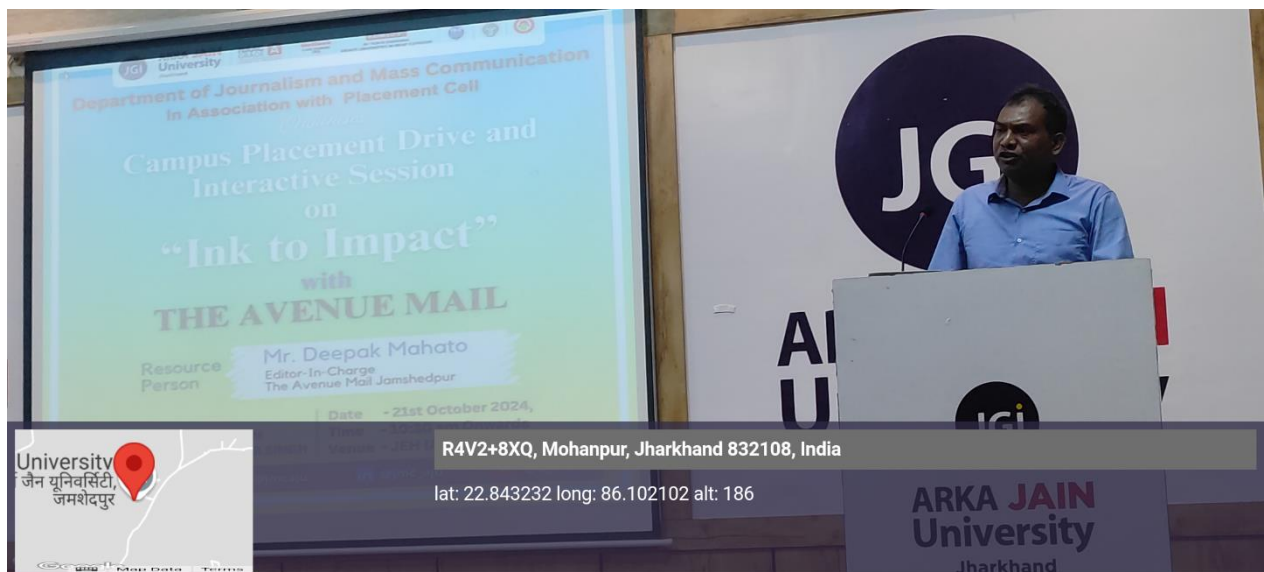 JGI
University
Department of Journalism and Mass Communication
In Association with Placement Cell
Campus Placement Drive and
Interactive Session
on
“Ink to Impact”
with
THE AVENUE MAIL
Resource
Person
Mr. Deepak Mahato
Editor-In-Charge
The Avenue Mail Jamshedpur
Date - 21st October 2024,
JGi
ARKA JAIN
University
Jharkhand
R4V2+8XQ, Mohanpur, Jharkhand 832108, India
lat: 22.843232 long: 86.102102 alt: 186
University
जैन यूनिवर्सिटी,
जमशेदपुर
Google
Map Data Terms